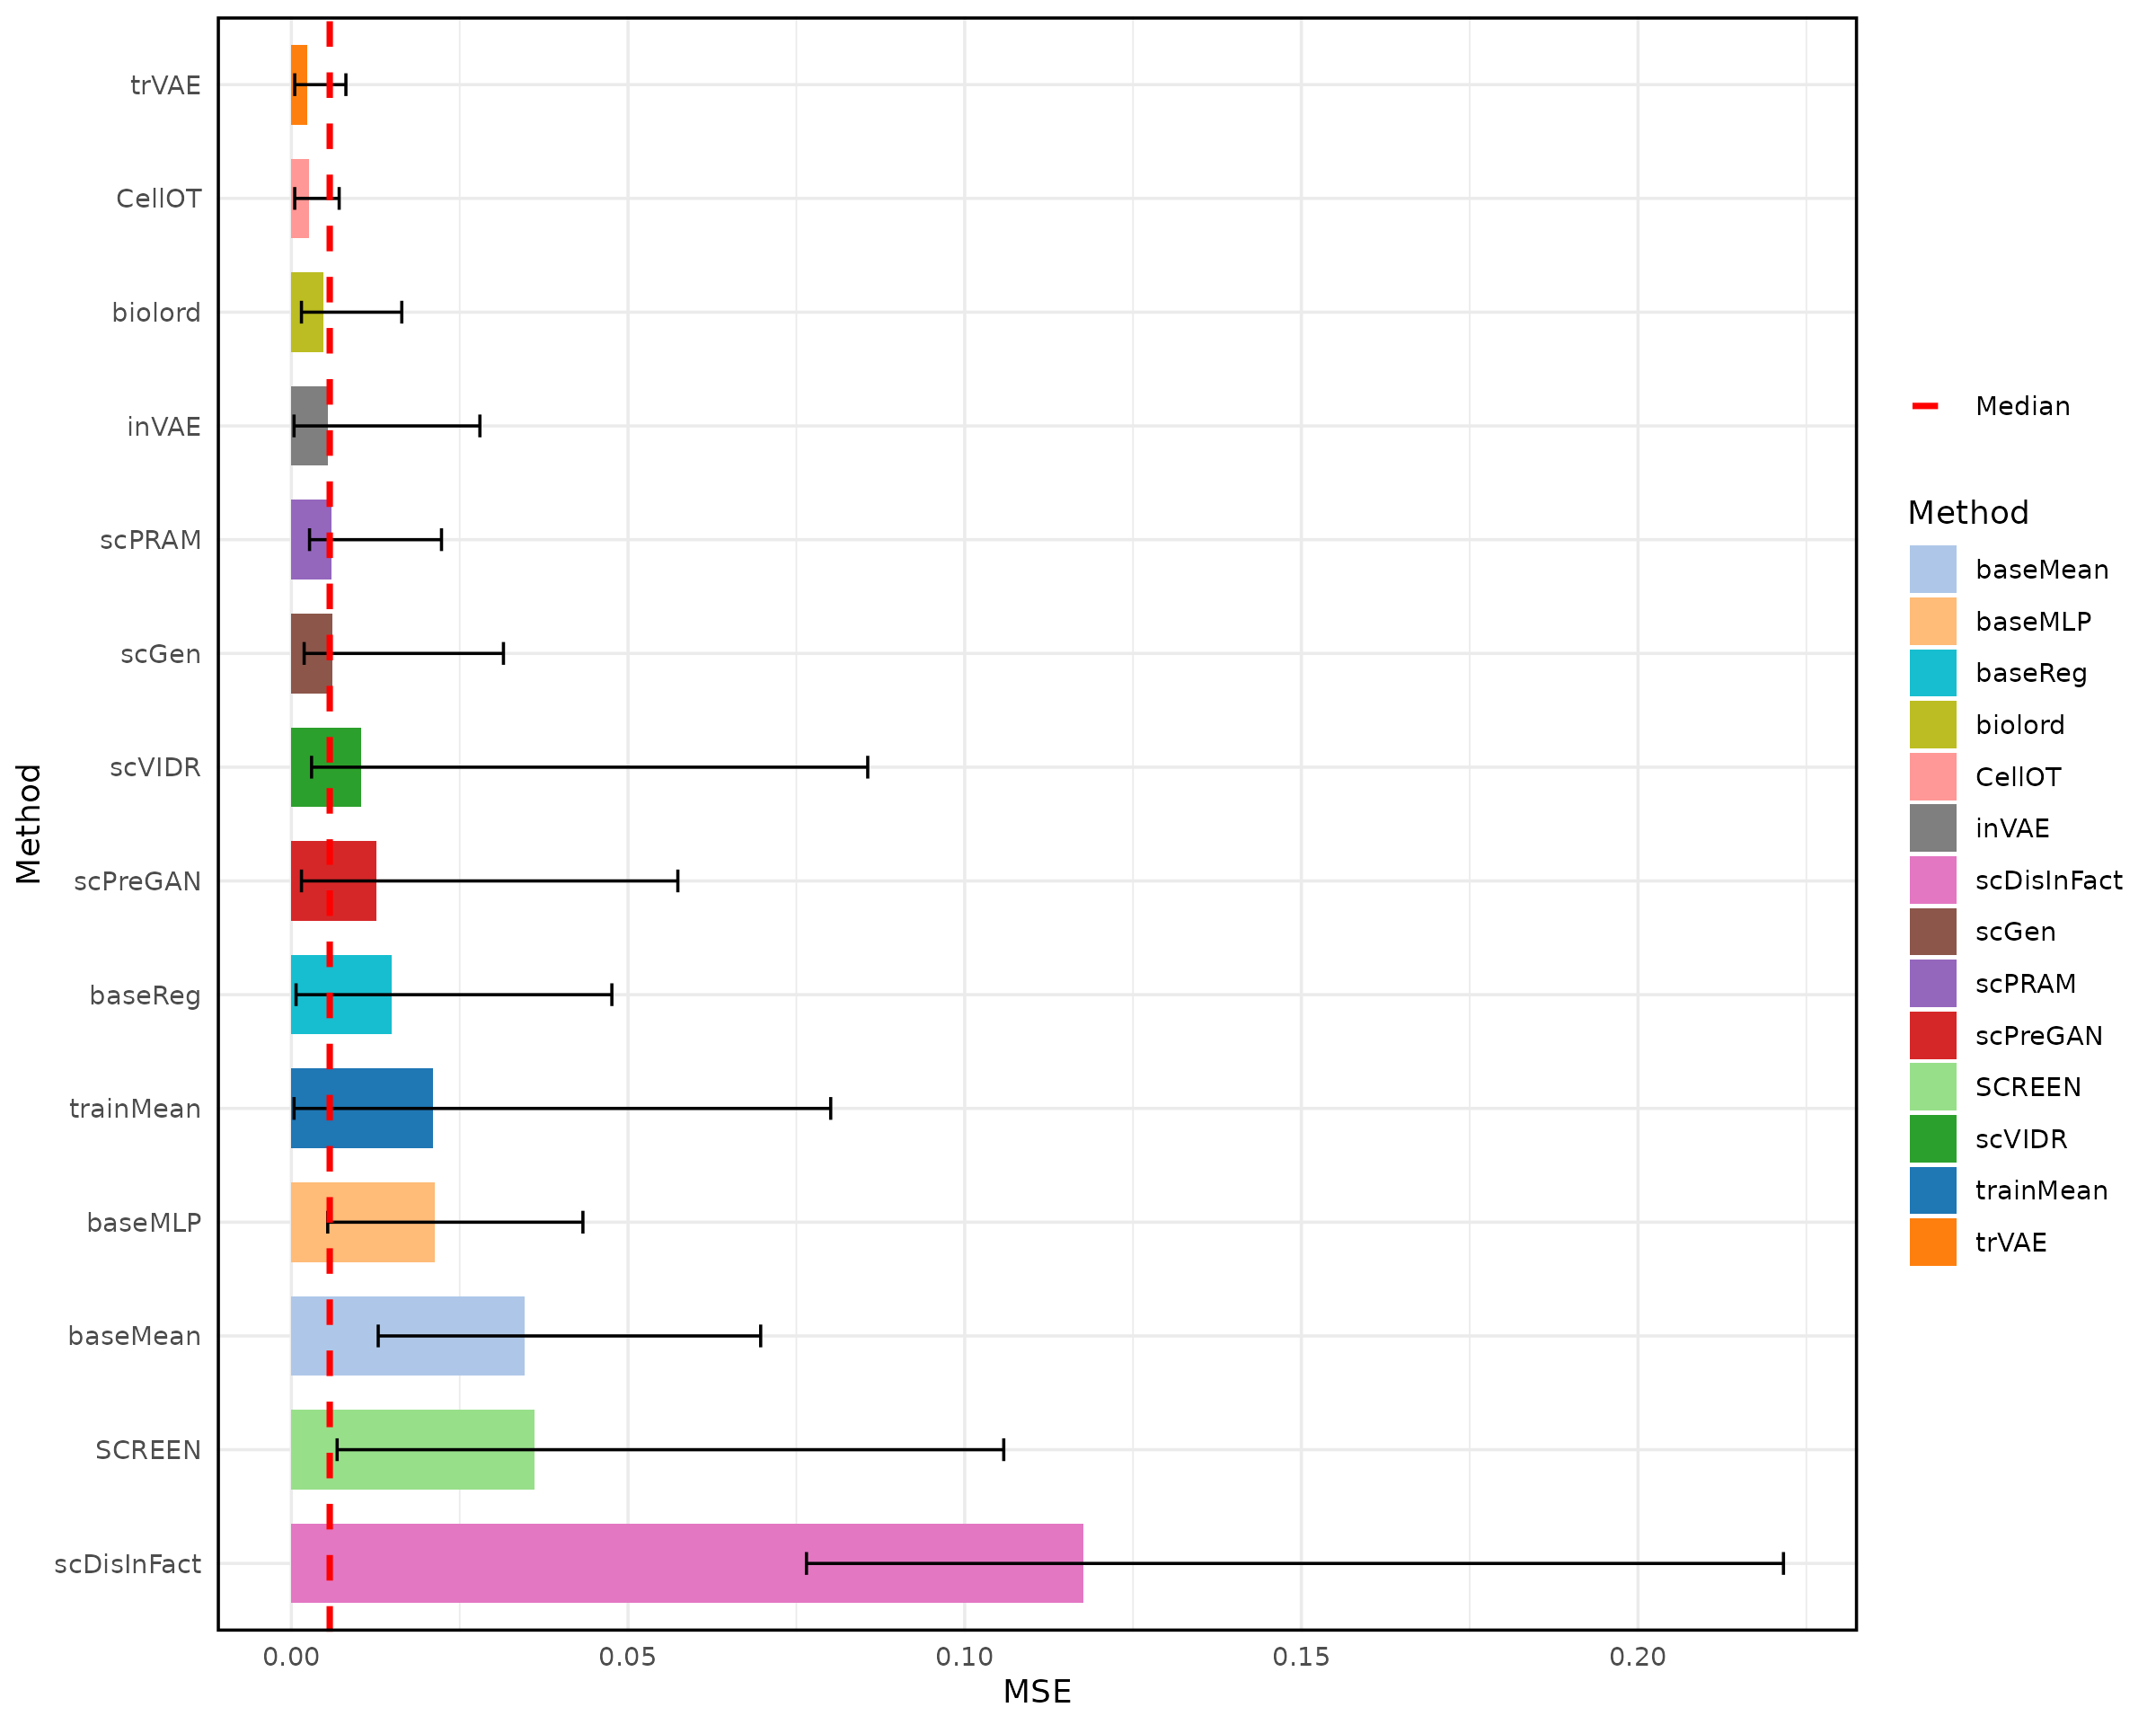 trVAE
CellOT
biolord
inVAE
scPRAM
scGen
scVIDR
scPreGAN
baseReg
trainMean
baseMLP
baseMean
SCREEN
scDisInFact
Method
0.00 0.05 0.10 0.15 0.20
MSE
Median
Method
baseMean
baseMLP
baseReg
biolord
CellOT
inVAE
scDisInFact
scGen
scPRAM
scPreGAN
SCREEN
scVIDR
trainMean
trVAE